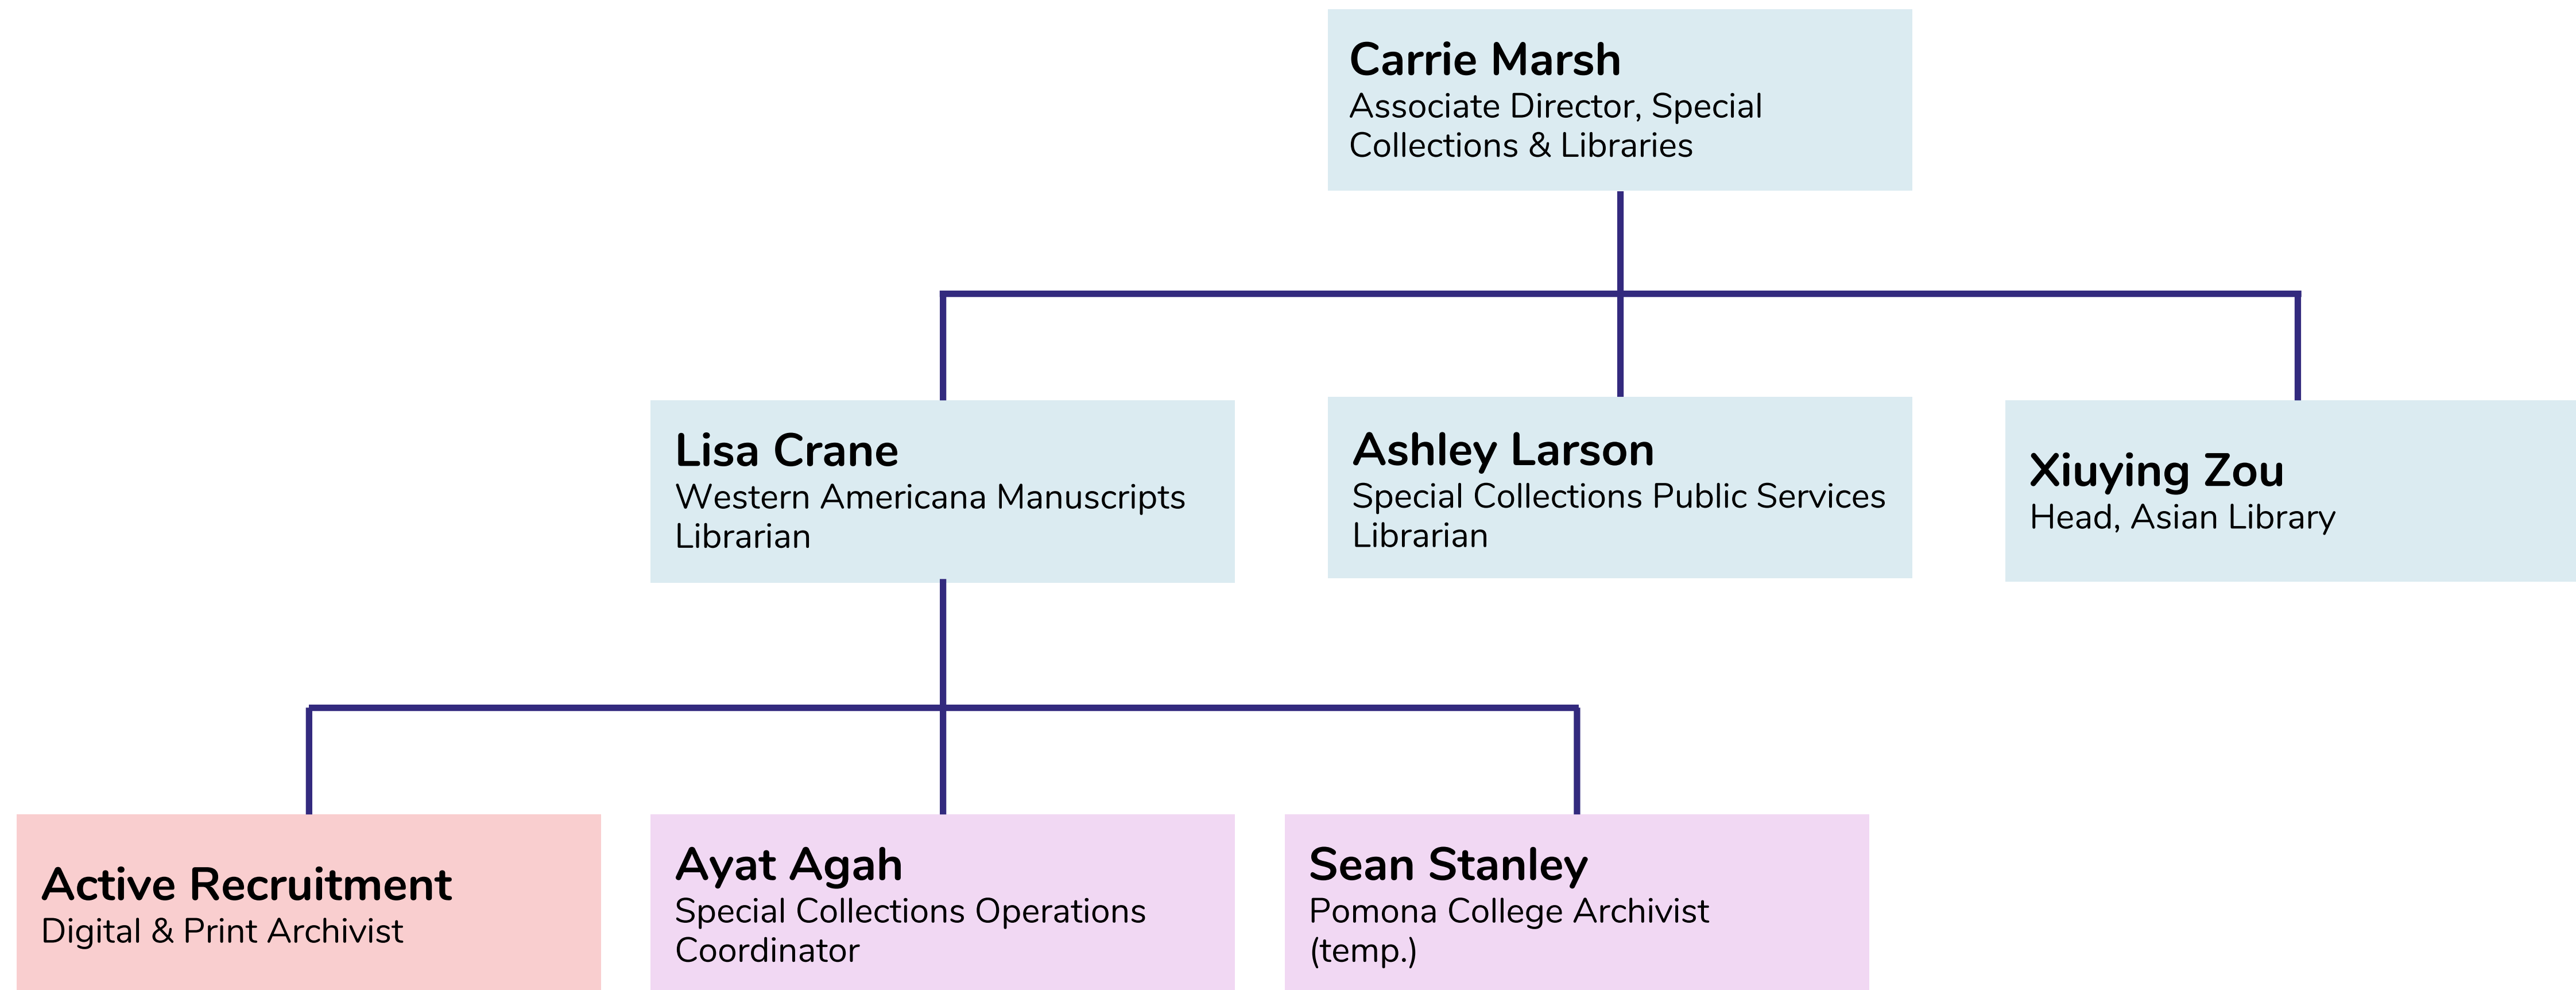 Carrie Marsh
Associate Director, Special
Collections & Libraries
Lisa Crane
Western Americana Manuscripts
Librarian
Ashley Larson
Special Collections Public Services
Librarian
Xiuying Zou
Head, Asian Library
Active Recruitment
Digital & Print Archivist
Ayat Agah
Special Collections Operations
Coordinator
Sean Stanley
Pomona College Archivist
(temp.)